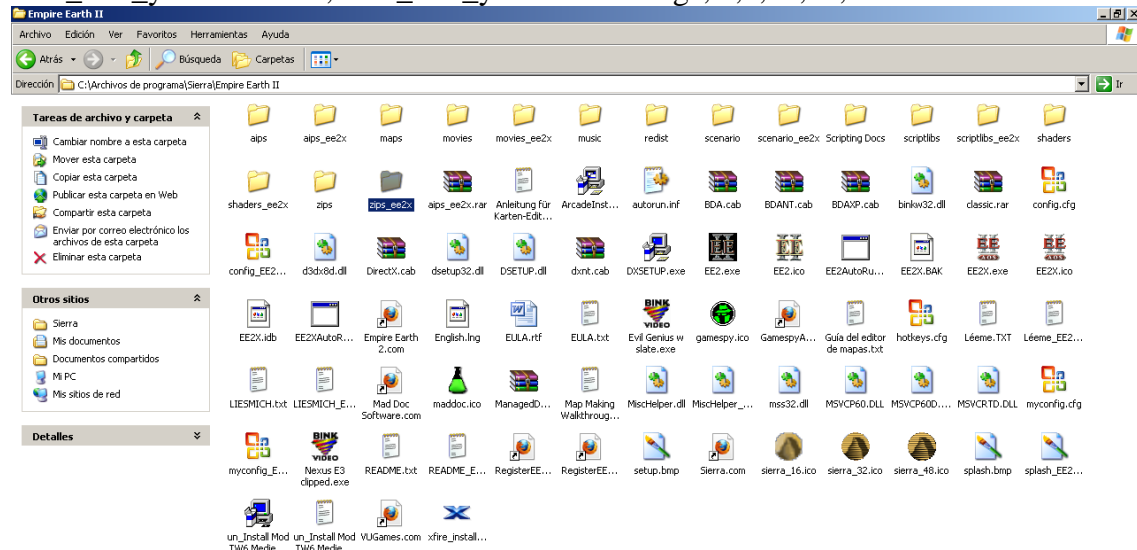 Empire Earth II
Archivo Edición Ver Favoritos Herramientas Ayuda
Atrás Búsqueda Carpetas
Dirección C:\Archivos de programa\Sierra\Empire Earth II Ir
Tareas de archivo y carpeta
Cambiar nombre a esta carpeta
Mover esta carpeta
Copiar esta carpeta
Publicar esta carpeta en Web
Compartir esta carpeta
Enviar por correo electrónico los
archivos de esta carpeta
Eliminar esta carpeta
Otros sitios
Sierra
Mis documentos
Documentos compartidos
Mi PC
Mis sitios de red
Detalles
aips aips_ee2x maps movies movies_ee2x music redist scenario scenario_ee2x Scripting Docs scriptlibs scriptlibs_ee2x shaders
shaders_ee2x zips zips_ee2x aips_ee2x.rar Anleitung für ArcadeInst... autorun.inf BDA.cab BDANT.cab BDAXP.cab binkw32.dll classic.rar config.cfg
Karten-Edit...
config_EE2... d3dx8d.dll DirectX.cab dsetup32.dll DSETUP.dll dxnt.cab DXSETUP.exe EE2.exe EE2.ico EE2AutoRu... EE2X.BAK EE2X.exe EE2X.ico
EE2X.idb EE2XAutoR... Empire Earth English.lng EULA.rtf EULA.txt Evil Genius w gamespy.ico GamespyA... Guía del editor hotkeys.cfg Léeme.TXT Léeme_EE2...
2.com slate.exe de mapas.txt
LIESMICH.txt LIESMICH_E... Mad Doc maddoc.ico ManagedD... Map Making MiscHelper.dll MiscHelper_... mss32.dll MSVCP60.DLL MSVCP60D.... MSVCRTD.DLL myconfig.cfg
Software.com Walkthroug...
myconfig_E... Nexus E3 README.txt README_E... RegisterEE... RegisterEE... setup.bmp Sierra.com sierra_16.ico sierra_32.ico sierra_48.ico splash.bmp splash_EE2...
clipped.exe
un_Install Mod un_Install Mod VUGames.com xfire_install...
TW6 Medie... TW6 Medie...